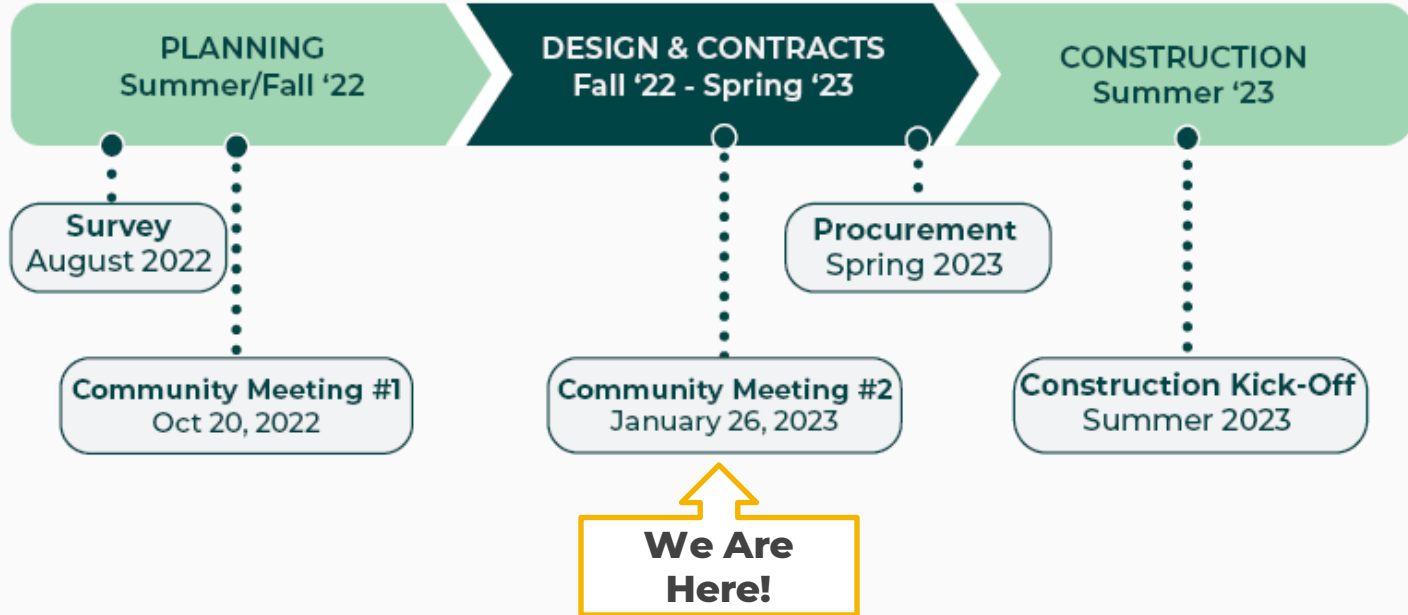 PLANNING
Summer/Fall ‘22
DESIGN & CONTRACTS
Fall ‘22 - Spring ‘23
CONSTRUCTION
Summer ‘23
Survey
August 2022
Procurement
Spring 2023
Community Meeting #1
Oct 20, 2022
Community Meeting #2
January 26, 2023
Construction Kick-Off
Summer 2023
We Are
Here!